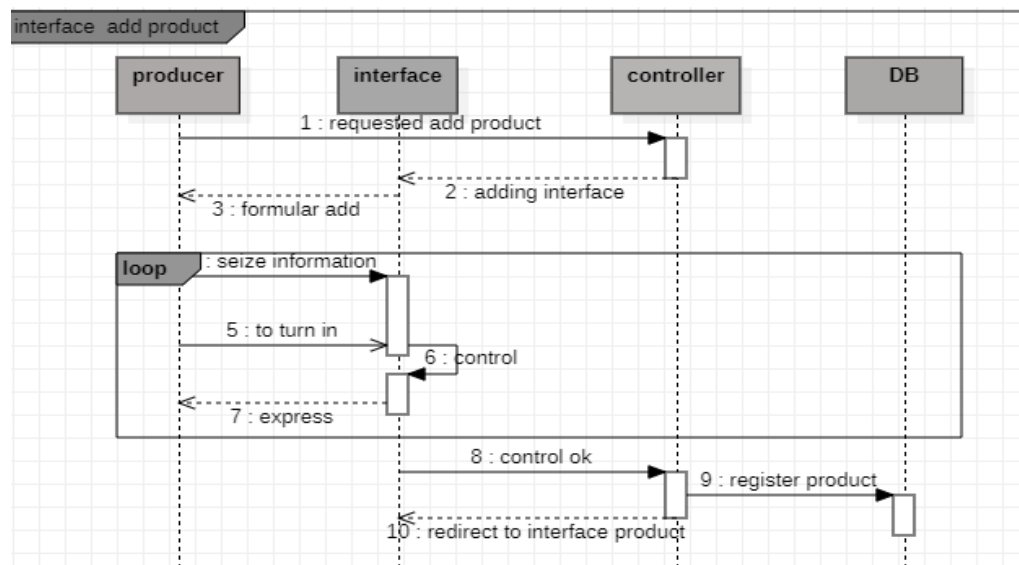 interface add product
producer
interface
controller
DB
1 : requested add product
2 : adding interface
3 : formular add
loop
: seize information
5 : to turn in
6 : control
7 : express
8 : control ok
9 : register product
10 : redirect to interface product